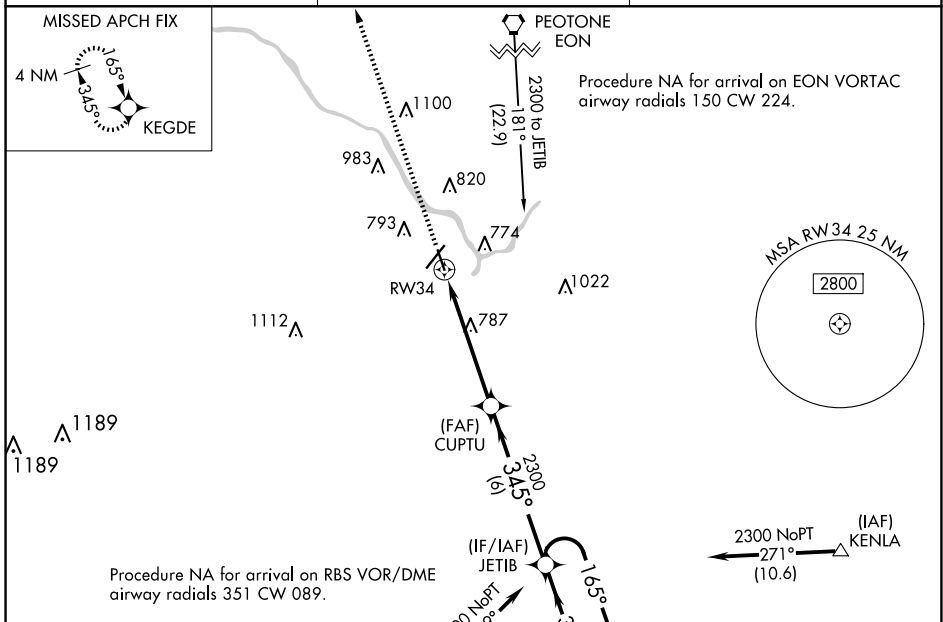 MISSED APCH FIX
4 NM
165°
345°
KEGDE
PEOTONE
EON
2300 to JETIB
181°
(22.9)
Procedure NA for arrival on EON VORTAC
airway radials 150 CW 224.
1100
983
820
793
774
RW34
1022
787
1112
MSA RW34 25 NM
2800
1189
1189
(FAF)
CUPTU
2300
345°
(6)
(IF/IAF)
JETIB
165°
2300 NoPT
271°
(10.6)
(IAF)
KENLA
Procedure NA for arrival on RBS VOR/DME
airway radials 351 CW 089.
NoPT